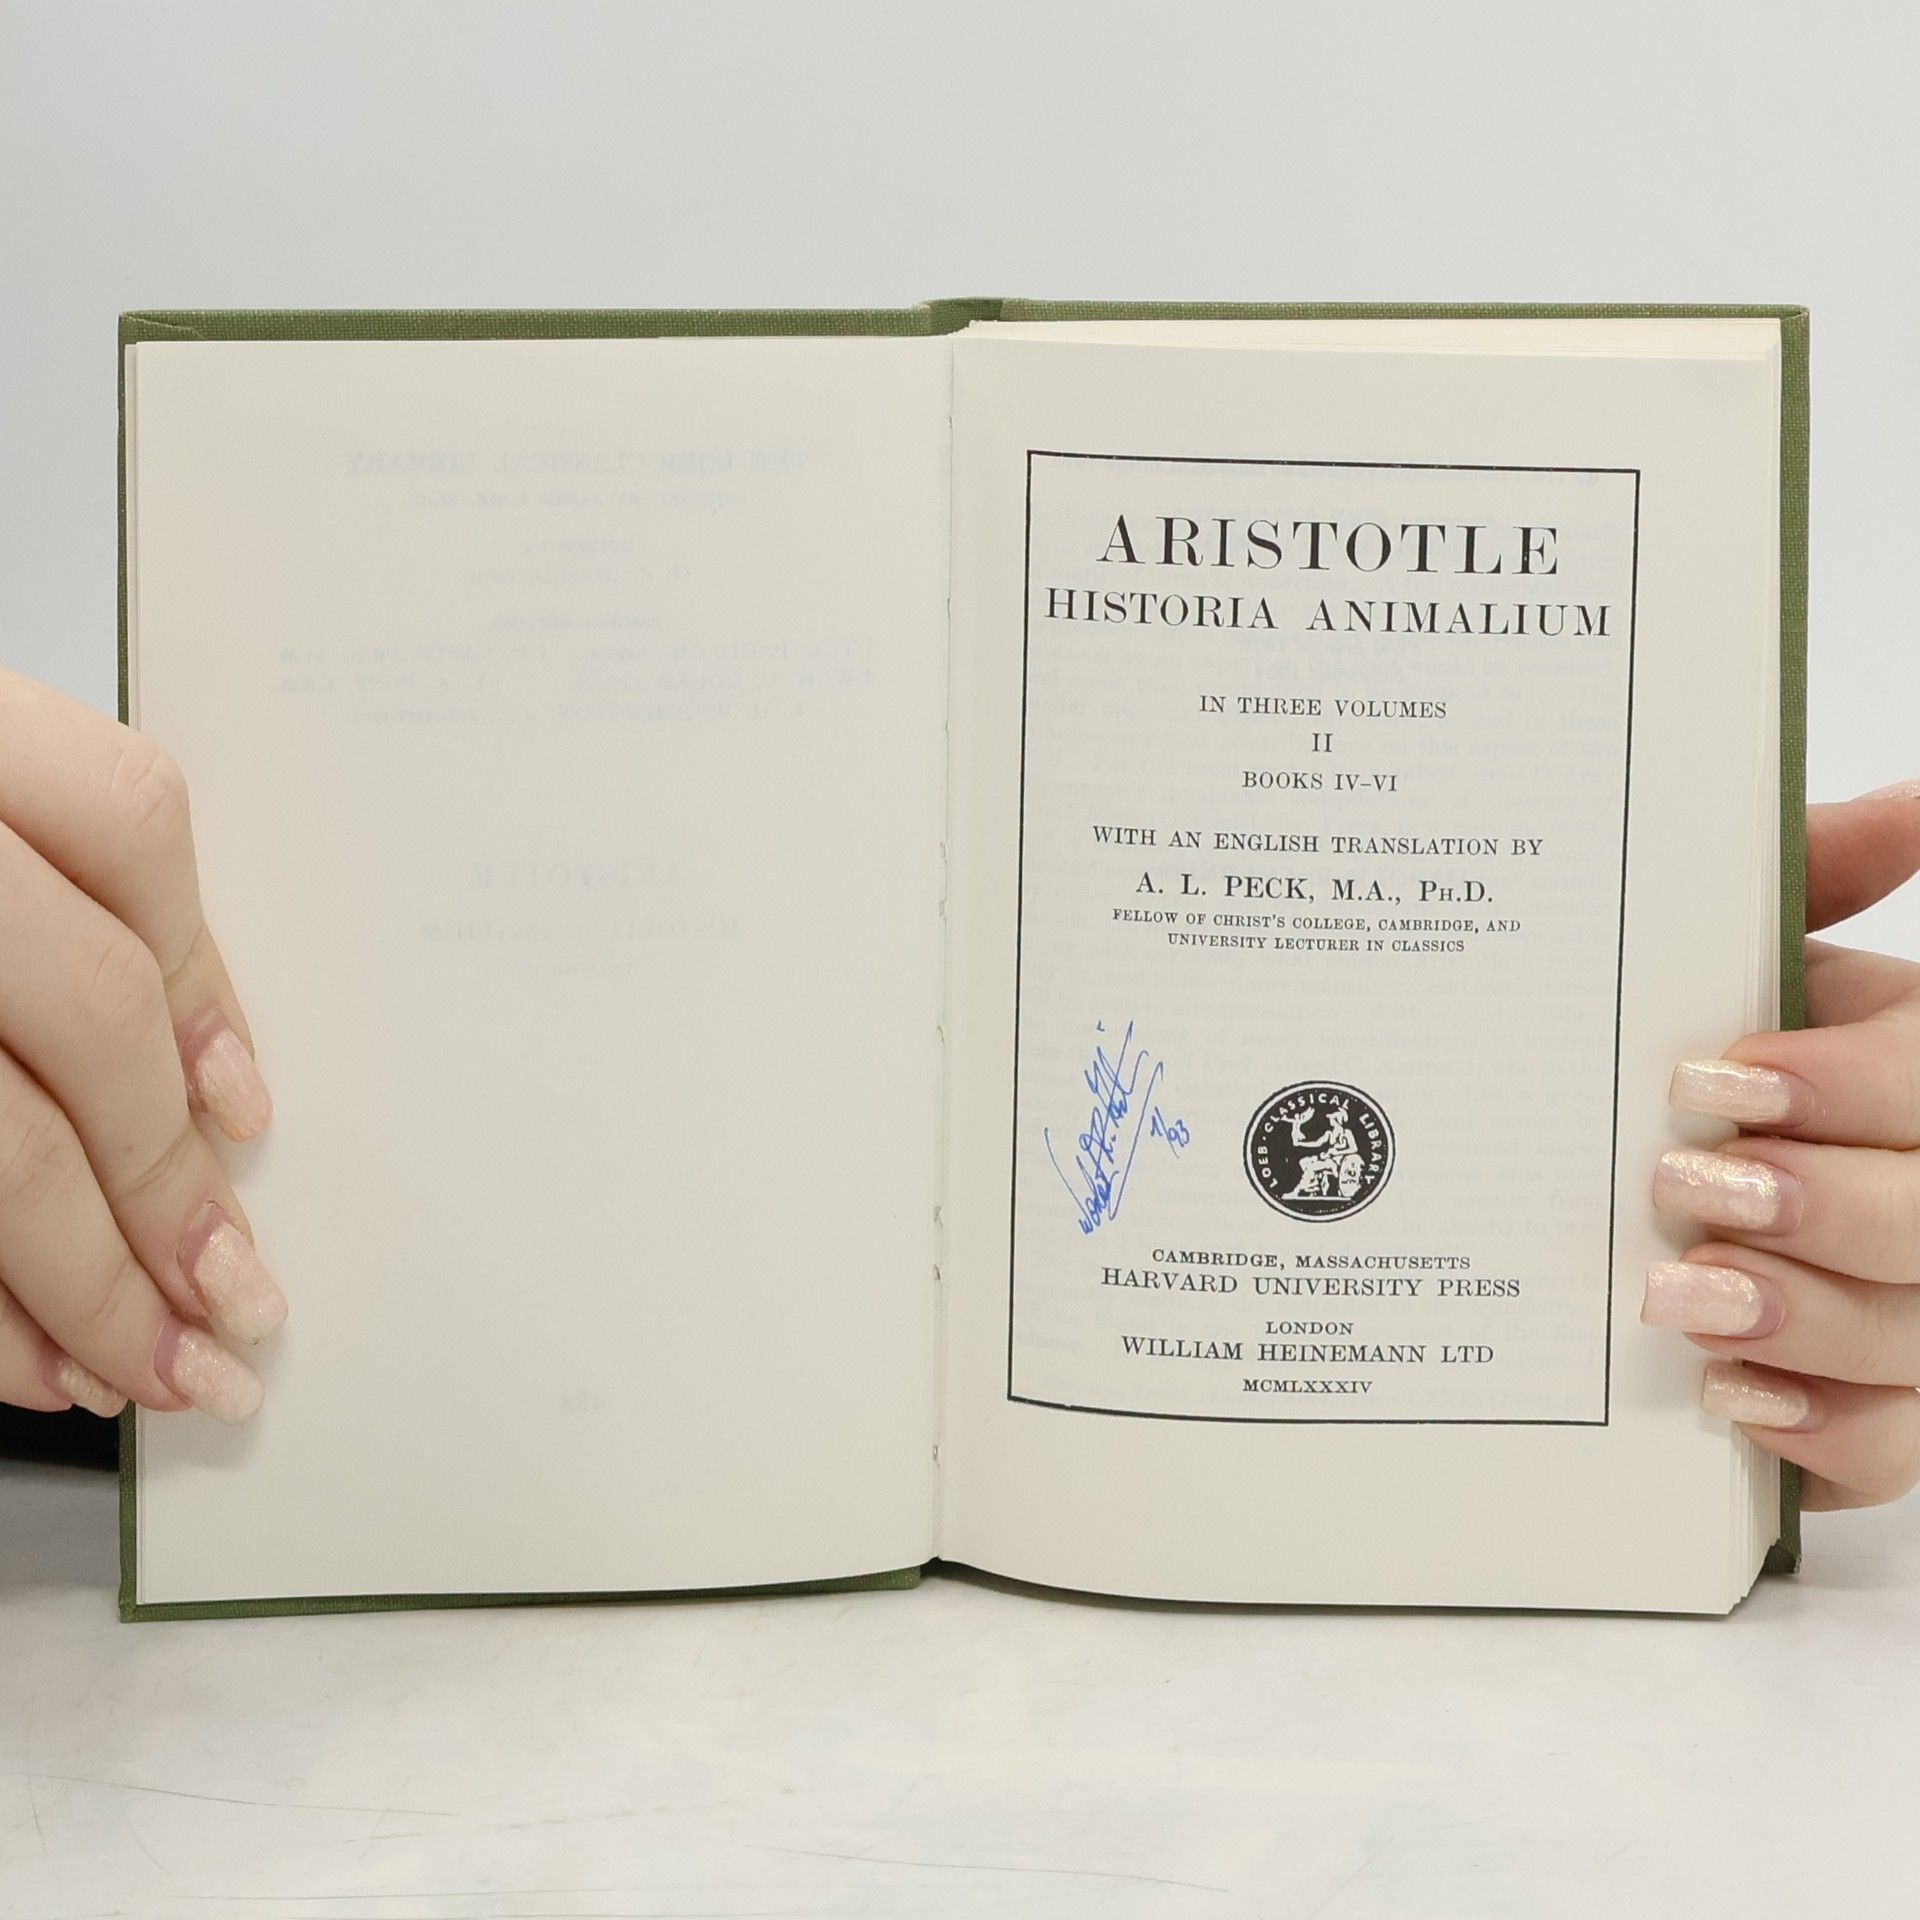 ARISTOTLE
HISTORIA ANIMALIUM
IN THREE VOLUMES
II
BOOKS IV–VI
WITH AN ENGLISH TRANSLATION BY
A. L. PECK, M.A., PH.D.
FELLOW OF CHRIST'S COLLEGE, CAMBRIDGE, AND
UNIVERSITY LECTURER IN CLASSICS
/93
LOEB·CLASSICAL LIBRARY
CAMBRIDGE, MASSACHUSETTS
HARVARD UNIVERSITY PRESS
LONDON
WILLIAM HEINEMANN LTD
MCMLXXXIV